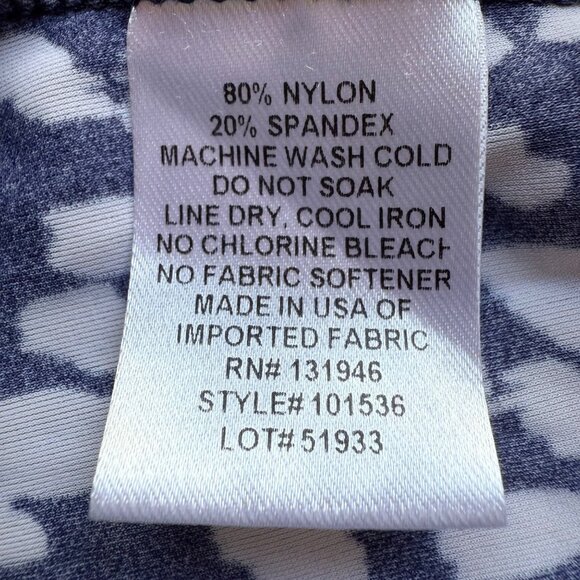 80% NYLON
20% SPANDEX
MACHINE WASH COLD
DO NOT SOAK
LINE DRY, COOL IRON
NO CHLORINE BLEACH
NO FABRIC SOFTENER
MADE IN USA OF
IMPORTED FABRIC
RN# 131946
STYLE# 101536
LOT# 51933